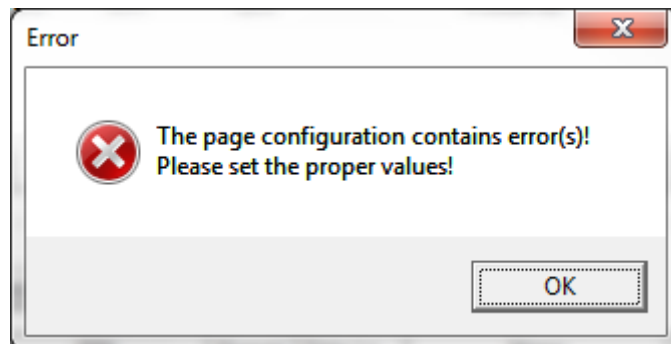 Error
The page configuration contains error(s)!
Please set the proper values!
OK